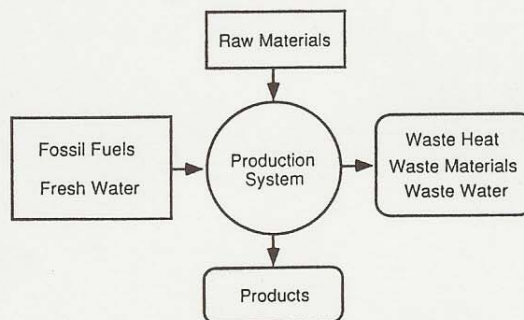 Raw Materials
Fossil Fuels
Fresh Water
Production
System
Waste Heat
Waste Materials
Waste Water
Products